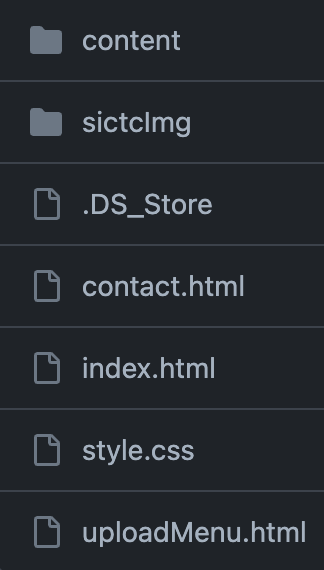 content
sictcImg
.DS_Store
contact.html
index.html
style.css
uploadMenu.html